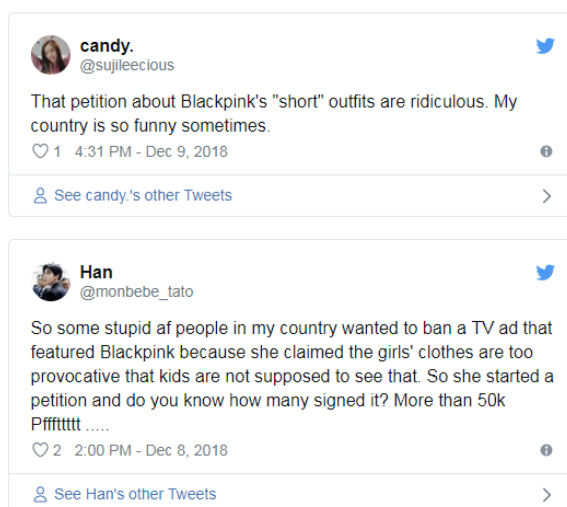 candy.
@sujileecious
That petition about Blackpink's "short" outfits are ridiculous. My
country is so funny sometimes.
1 4:31 PM - Dec 9, 2018
See candy.'s other Tweets
Han
@monbebe_tato
So some stupid af people in my country wanted to ban a TV ad that
featured Blackpink because she claimed the girls' clothes are too
provocative that kids are not supposed to see that. So she started a
petition and do you know how many signed it? More than 50k
Pfffttttt .....
2 2:00 PM - Dec 8, 2018
See Han's other Tweets